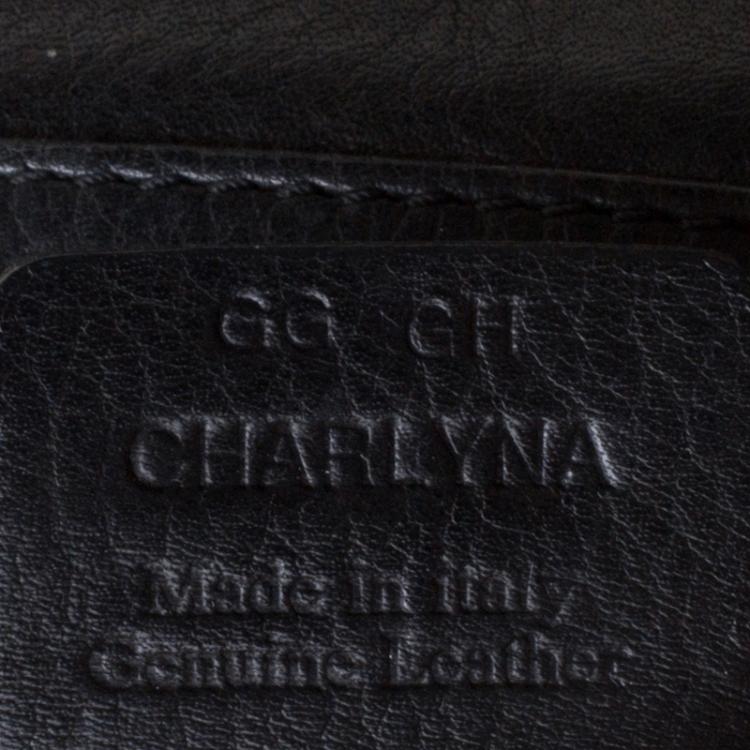 GG GH
CHARLYNA
Made in Italy
Genuine Leather